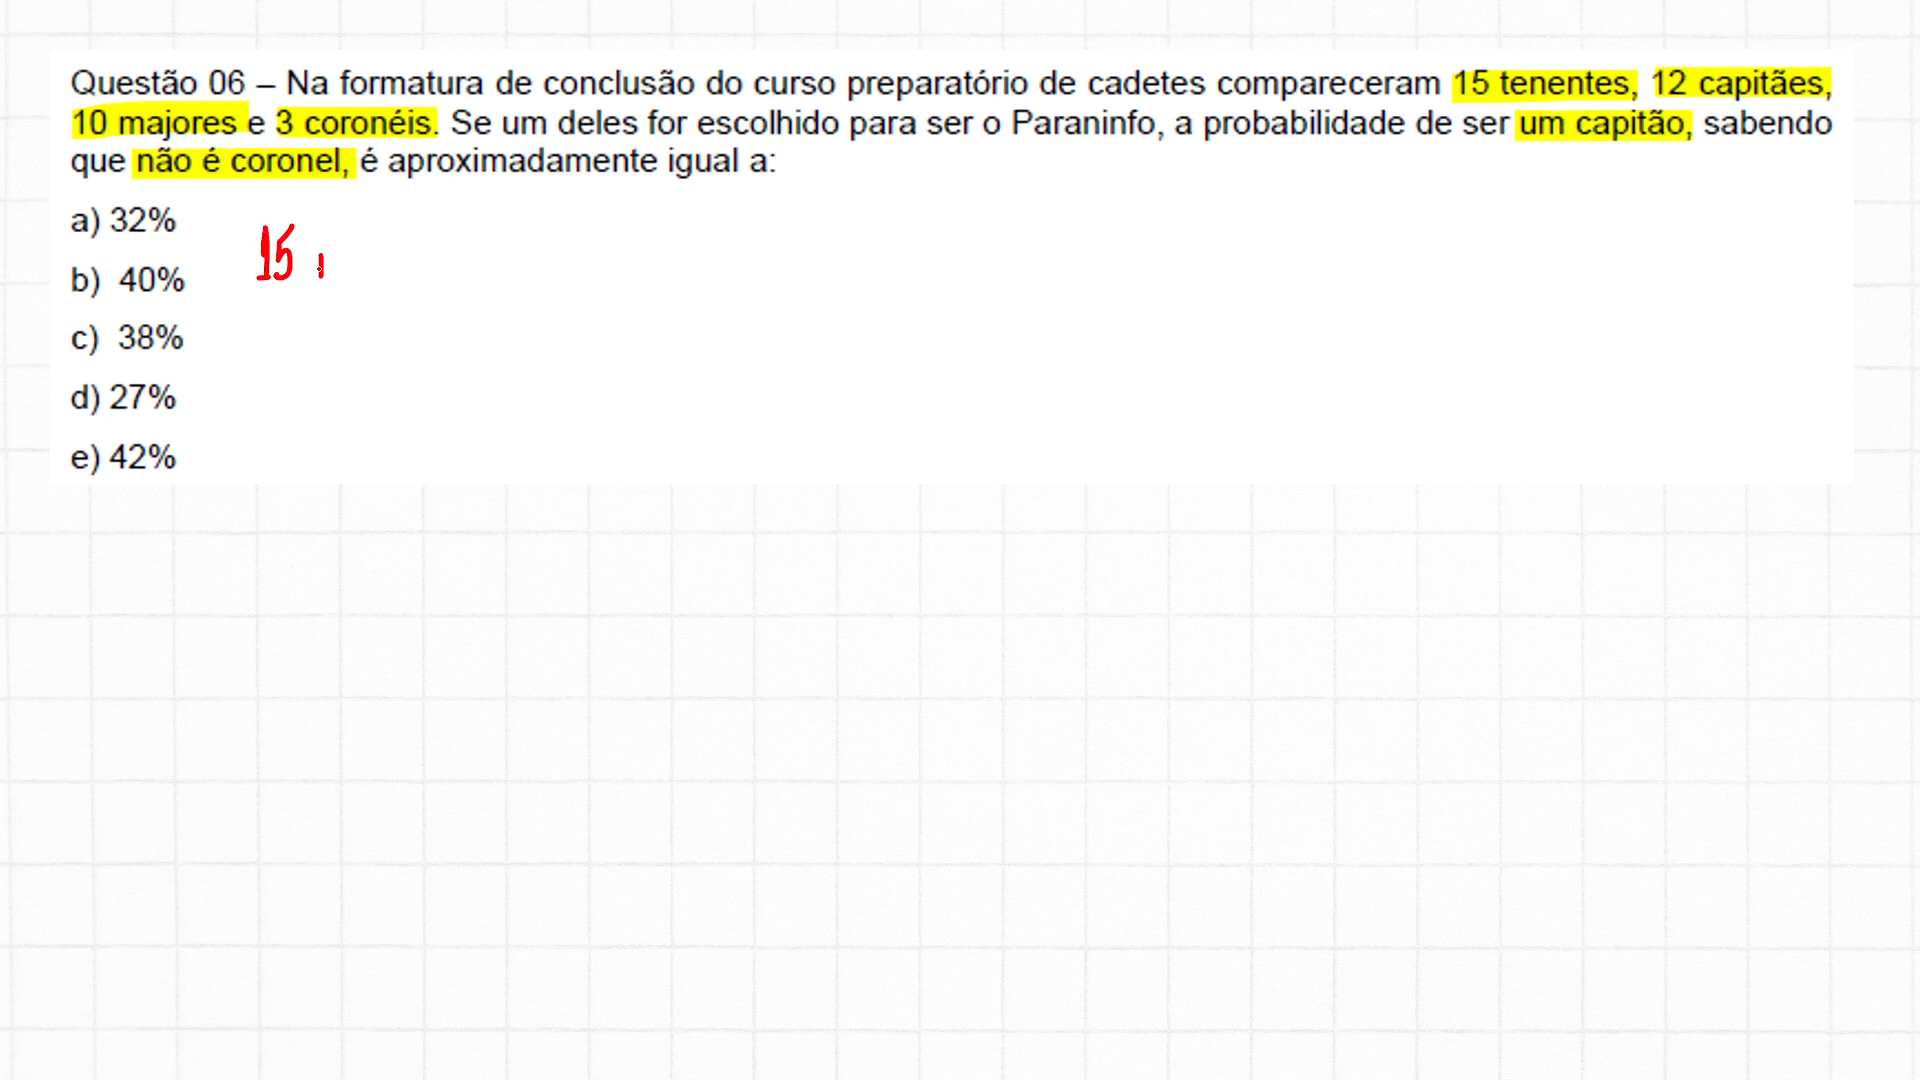 Questão 06 – Na formatura de conclusão do curso preparatório de cadetes compareceram 15 tenentes, 12 capitães,
10 majores e 3 coronéis. Se um deles for escolhido para ser o Paraninfo, a probabilidade de ser um capitão, sabendo
que não é coronel, é aproximadamente igual a:
a) 32%
15
b) 40%
c) 38%
d) 27%
e) 42%